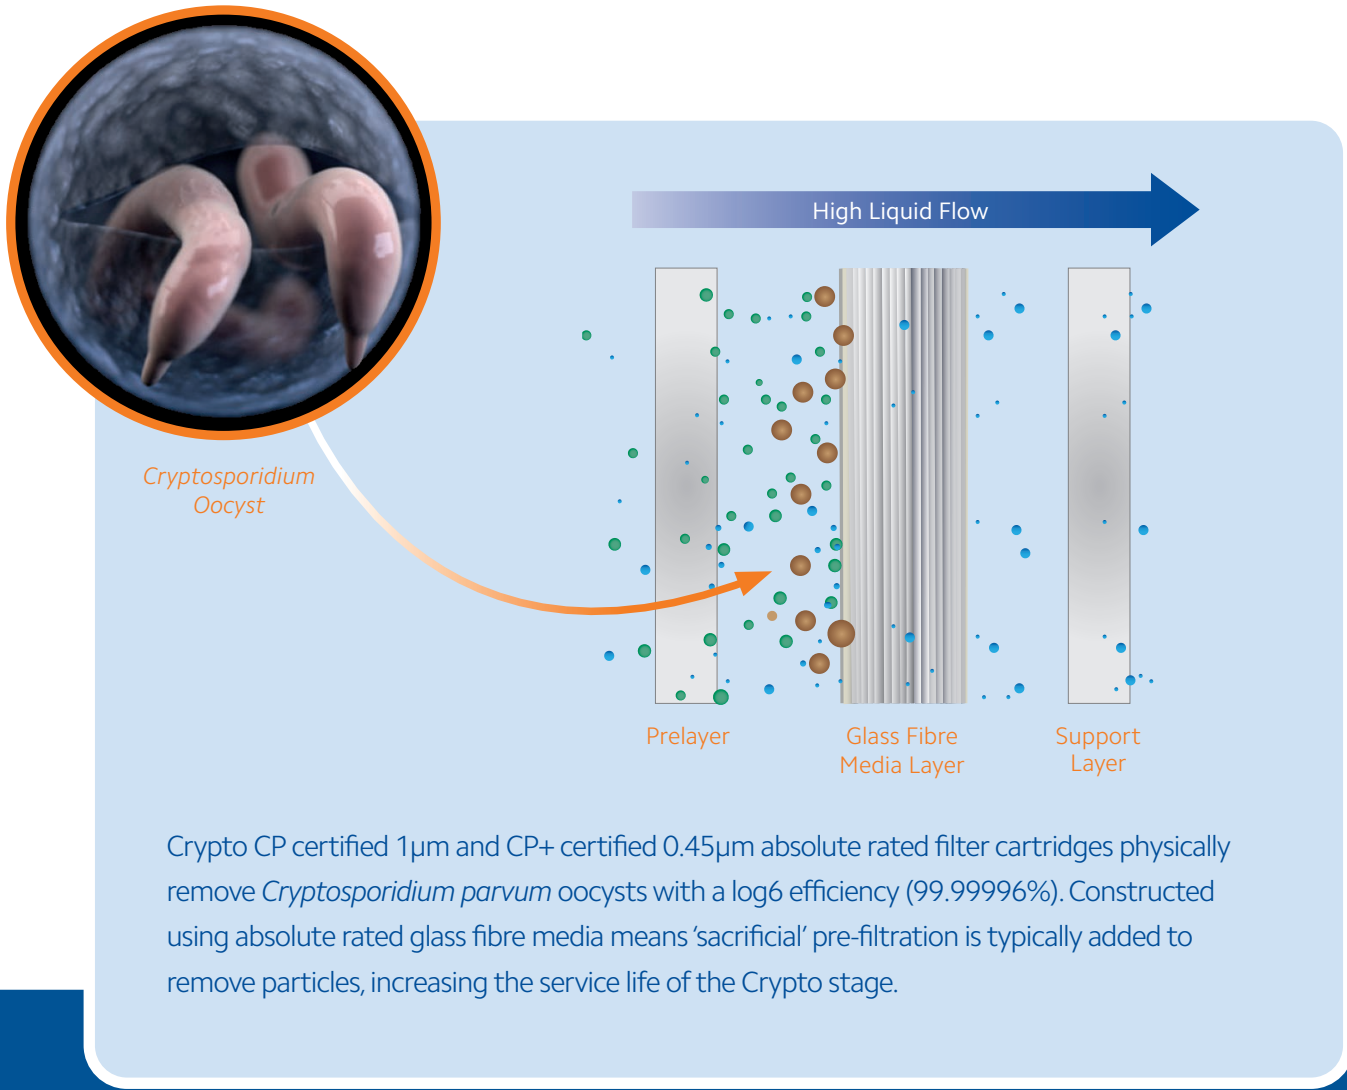 High Liquid Flow
Cryptosporidium
Oocyst
Prelayer
Glass Fibre
Media Layer
Support
Layer
Crypto CP certified 1µm and CP+ certified 0.45µm absolute rated filter cartridges physically
remove Cryptosporidium parvum oocysts with a log6 efficiency (99.99996%). Constructed
using absolute rated glass fibre media means ‘sacrificial’ pre-filtration is typically added to
remove particles, increasing the service life of the Crypto stage.